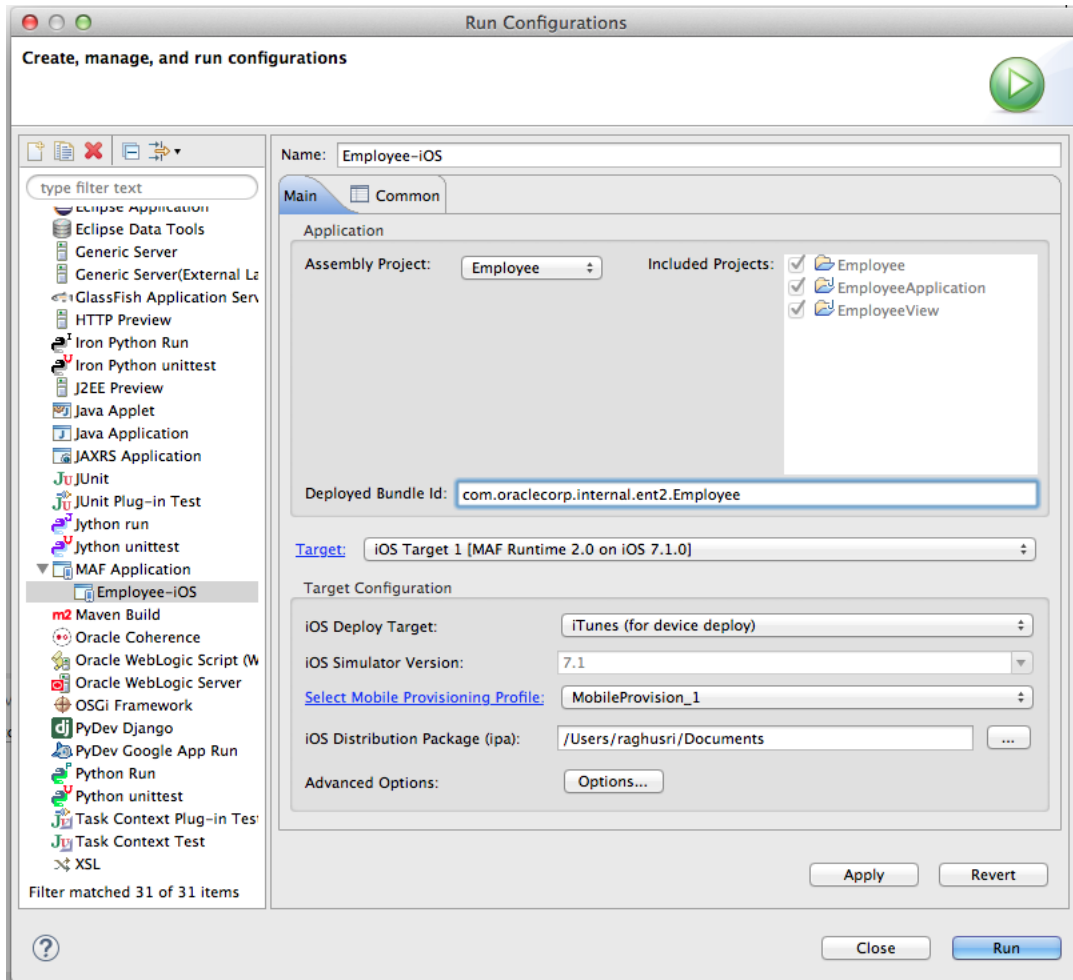 Run Configurations
Create, manage, and run configurations
type filter text
Eclipse Application
Eclipse Data Tools
Generic Server
Generic Server(External La
GlassFish Application Serv
HTTP Preview
Iron Python Run
Iron Python unittest
J2EE Preview
Java Applet
Java Application
JAXRS Application
JUnit
JUnit Plug-in Test
Jython run
Jython unittest
MAF Application
Employee-iOS
m2 Maven Build
Oracle Coherence
Oracle WebLogic Script (W
Oracle WebLogic Server
OSGi Framework
dj PyDev Django
PyDev Google App Run
Python Run
Python unittest
Task Context Plug-in Test
Task Context Test
XSL
Filter matched 31 of 31 items
Name: Employee-iOS
Main Common
Application
Assembly Project: Employee Included Projects: Employee
EmployeeApplication
EmployeeView
Deployed Bundle Id: com.oraclecorp.internal.ent2.Employee
Target: iOS Target 1 [MAF Runtime 2.0 on iOS 7.1.0]
Target Configuration
iOS Deploy Target: iTunes (for device deploy)
iOS Simulator Version: 7.1
Select Mobile Provisioning Profile: MobileProvision_1
iOS Distribution Package (ipa): /Users/raghusri/Documents ...
Advanced Options: Options...
Apply Revert
? Close Run